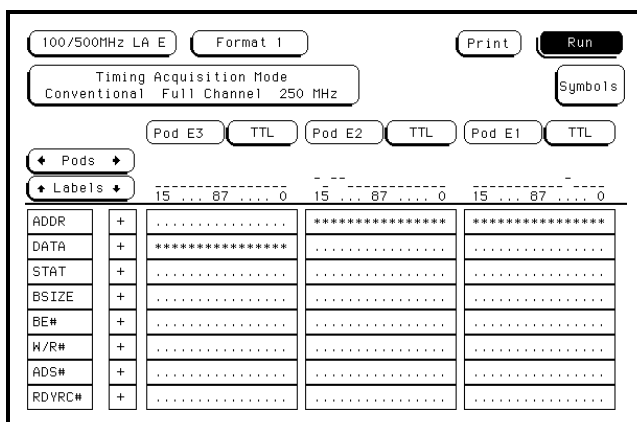 100/500MHz LA E Format 1 Print Run
Timing Acquisition Mode
Conventional Full Channel 250 MHz
Symbols
Pod E3 TTL Pod E2 TTL Pod E1 TTL
← Pods →
↑ Labels ↓
15 ... 87 .... 0 15 ... 87 .... 0 15 ... 87 .... 0
ADDR + ................ **************** ****************
DATA + **************** ................ ................
STAT + ................ ................ ................
BSIZE + ................ ................ ................
BE# + ................ ................ ................
W/R# + ................ ................ ................
ADS# + ................ ................ ................
RDYRC# + ................ ................ ................